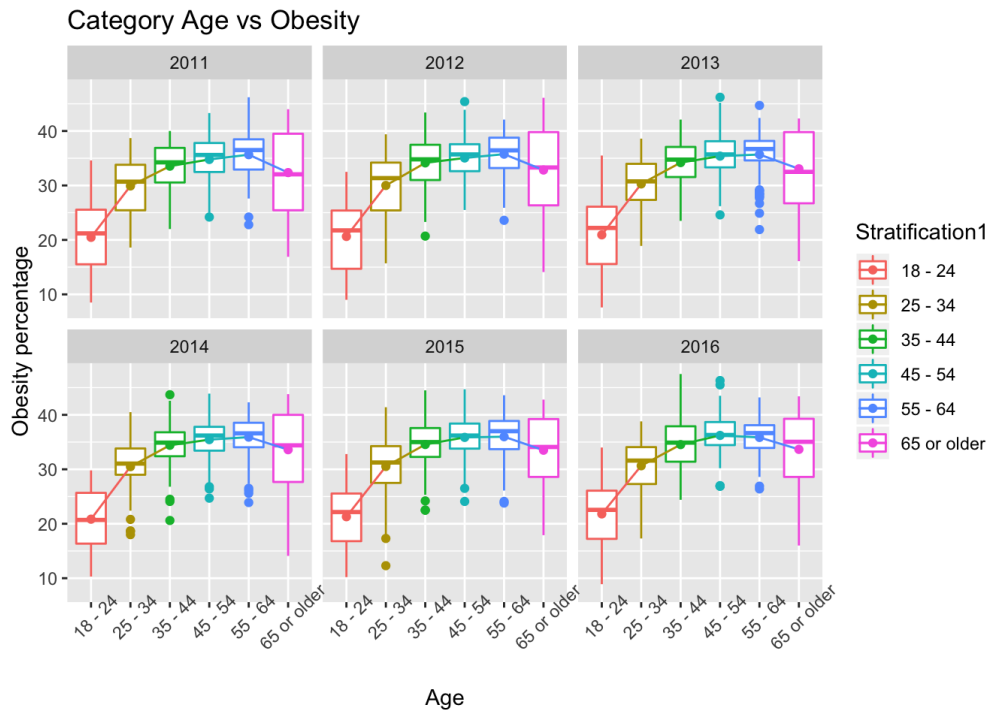 Category Age vs Obesity
2011 2012 2013
40
30
20
10
2014 2015 2016
40
30
20
10
Obesity percentage
18 - 24 25 - 34 35 - 44 45 - 54 55 - 64 65 or older 18 - 24 25 - 34 35 - 44 45 - 54 55 - 64 65 or older 18 - 24 25 - 34 35 - 44 45 - 54 55 - 64 65 or older
Age
Stratification1
18 - 24
25 - 34
35 - 44
45 - 54
55 - 64
65 or older